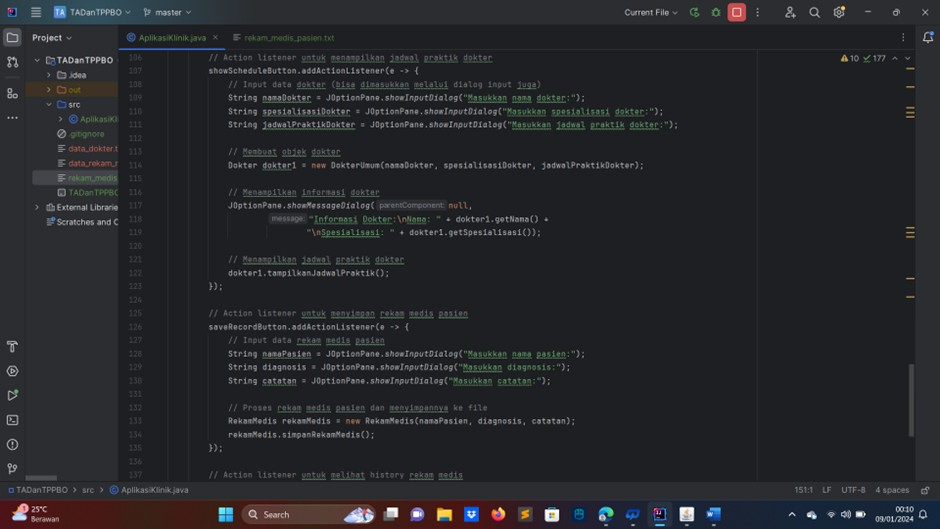 TA TADanTPPBO master Current File
Project AplikasiKlinik.java rekam_medis_pasien.txt
TADanTPPBO
.idea
out
src
AplikasiKli
.gitignore
data_dokter.t
data_rekam_r
rekam_medis
TADanTPPBO
External Librarie
Scratches and C
10 177
106 // Action listener untuk menampilkan jadwal praktik dokter
107 showScheduleButton.addActionListener(e -> {
108 // Input data dokter (bisa dimasukkan melalui dialog input juga)
109 String namaDokter = JOptionPane.showInputDialog("Masukkan nama dokter:");
110 String spesialisasiDokter = JOptionPane.showInputDialog("Masukkan spesialisasi dokter:");
111 String jadwalPraktikDokter = JOptionPane.showInputDialog("Masukkan jadwal praktik dokter:");
112
113 // Membuat objek dokter
114 Dokter dokter1 = new DokterUmum(namaDokter, spesialisasiDokter, jadwalPraktikDokter);
115
116 // Menampilkan informasi dokter
117 JOptionPane.showMessageDialog( parentComponent: null,
118 message: "Informasi Dokter:\nNama: " + dokter1.getNama() +
119 "\nSpesialisasi: " + dokter1.getSpesialisasi());
120
121 // Menampilkan jadwal praktik dokter
122 dokter1.tampilkanJadwalPraktik();
123 });
124
125 // Action listener untuk menyimpan rekam medis pasien
126 saveRecordButton.addActionListener(e -> {
127 // Input data rekam medis pasien
128 String namaPasien = JOptionPane.showInputDialog("Masukkan nama pasien:");
129 String diagnosis = JOptionPane.showInputDialog("Masukkan diagnosis:");
130 String catatan = JOptionPane.showInputDialog("Masukkan catatan:");
131
132 // Proses rekam medis pasien dan menyimpannya ke file
133 RekamMedis rekamMedis = new RekamMedis(namaPasien, diagnosis, catatan);
134 rekamMedis.simpanRekamMedis();
135 });
136
137 // Action listener untuk melihat history rekam medis
TADanTPPBO > src > AplikasiKlinik.java 151:1 LF UTF-8 4 spaces
1 25°C
Berawan
Search
00:10
09/01/2024